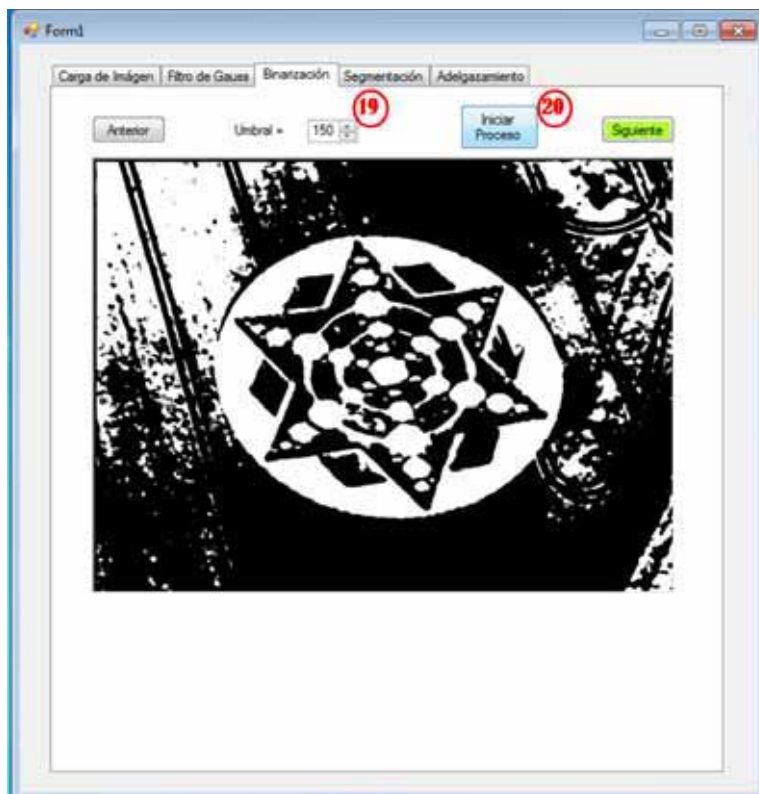 Form1
Carga de Imágen Filtro de Gauss Binarización Segmentación Adelgazamiento
19 20
Anterior Umbral = 150 Iniciar Proceso Siguiente